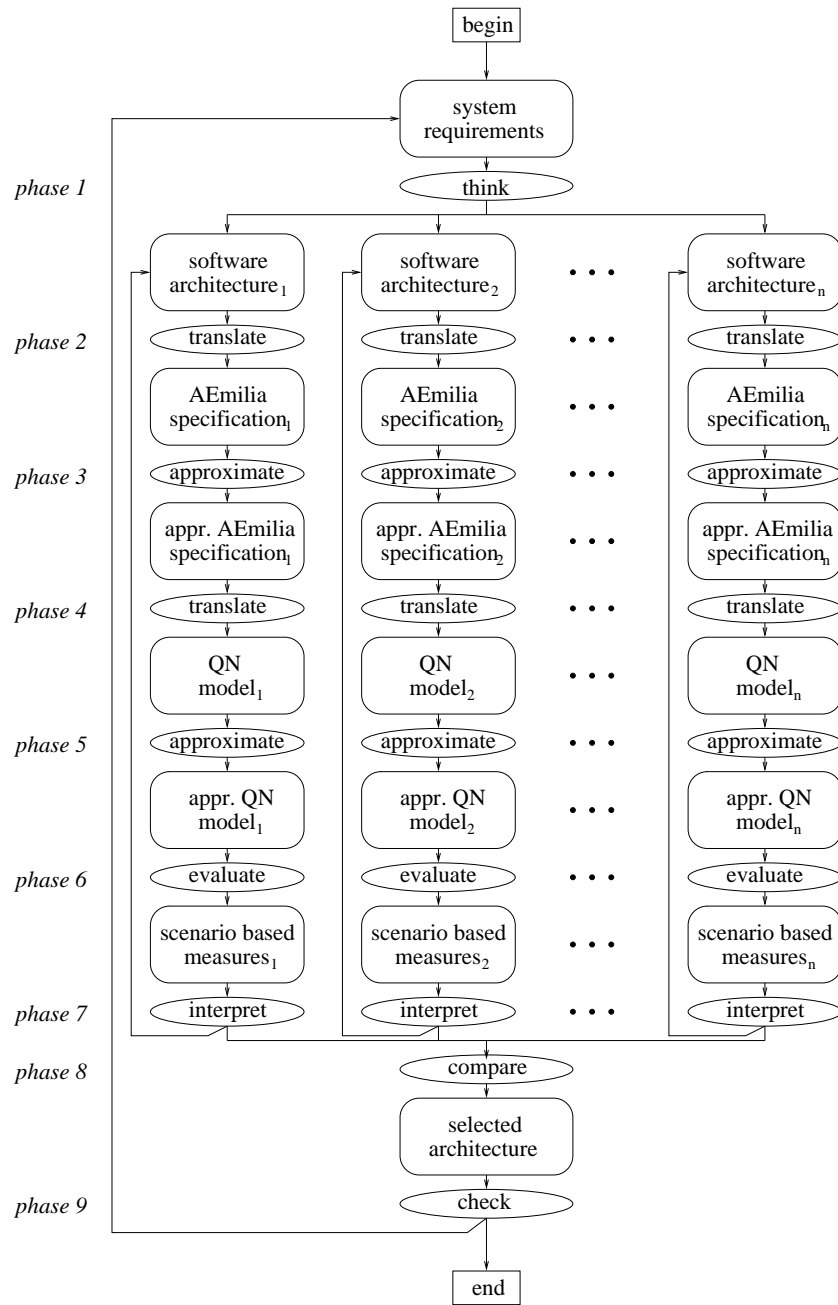 begin
system
requirements
phase 1
think
software
architecture1
software
architecture2
• • •
software
architecturen
phase 2
translate
translate
• • •
translate
AEmilia
specification1
AEmilia
specification2
• • •
AEmilia
specificationn
phase 3
approximate
approximate
• • •
approximate
appr. AEmilia
specification1
appr. AEmilia
specification2
• • •
appr. AEmilia
specificationn
phase 4
translate
translate
• • •
translate
QN
model1
QN
model2
• • •
QN
modeln
phase 5
approximate
approximate
• • •
approximate
appr. QN
model1
appr. QN
model2
• • •
appr. QN
modeln
phase 6
evaluate
evaluate
• • •
evaluate
scenario based
measures1
scenario based
measures2
• • •
scenario based
measuresn
phase 7
interpret
interpret
• • •
interpret
phase 8
compare
selected
architecture
phase 9
check
end